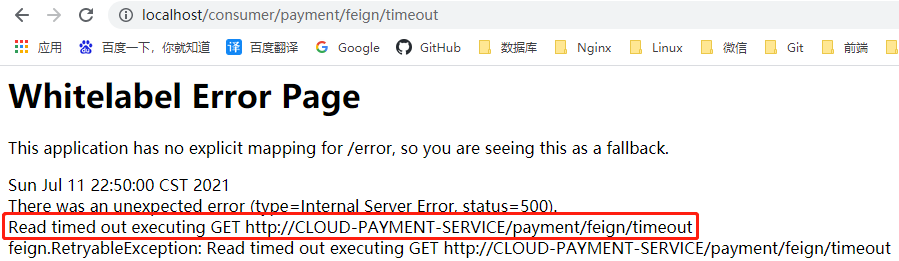 localhost/consumer/payment/feign/timeout
应用 百度一下，你就知道 译 百度翻译 Google GitHub 数据库 Nginx Linux 微信 Git 前端
Whitelabel Error Page
This application has no explicit mapping for /error, so you are seeing this as a fallback.
Sun Jul 11 22:50:00 CST 2021
There was an unexpected error (type=Internal Server Error, status=500).
Read timed out executing GET http://CLOUD-PAYMENT-SERVICE/payment/feign/timeout
feign.RetryableException: Read timed out executing GET http://CLOUD-PAYMENT-SERVICE/payment/feign/timeout